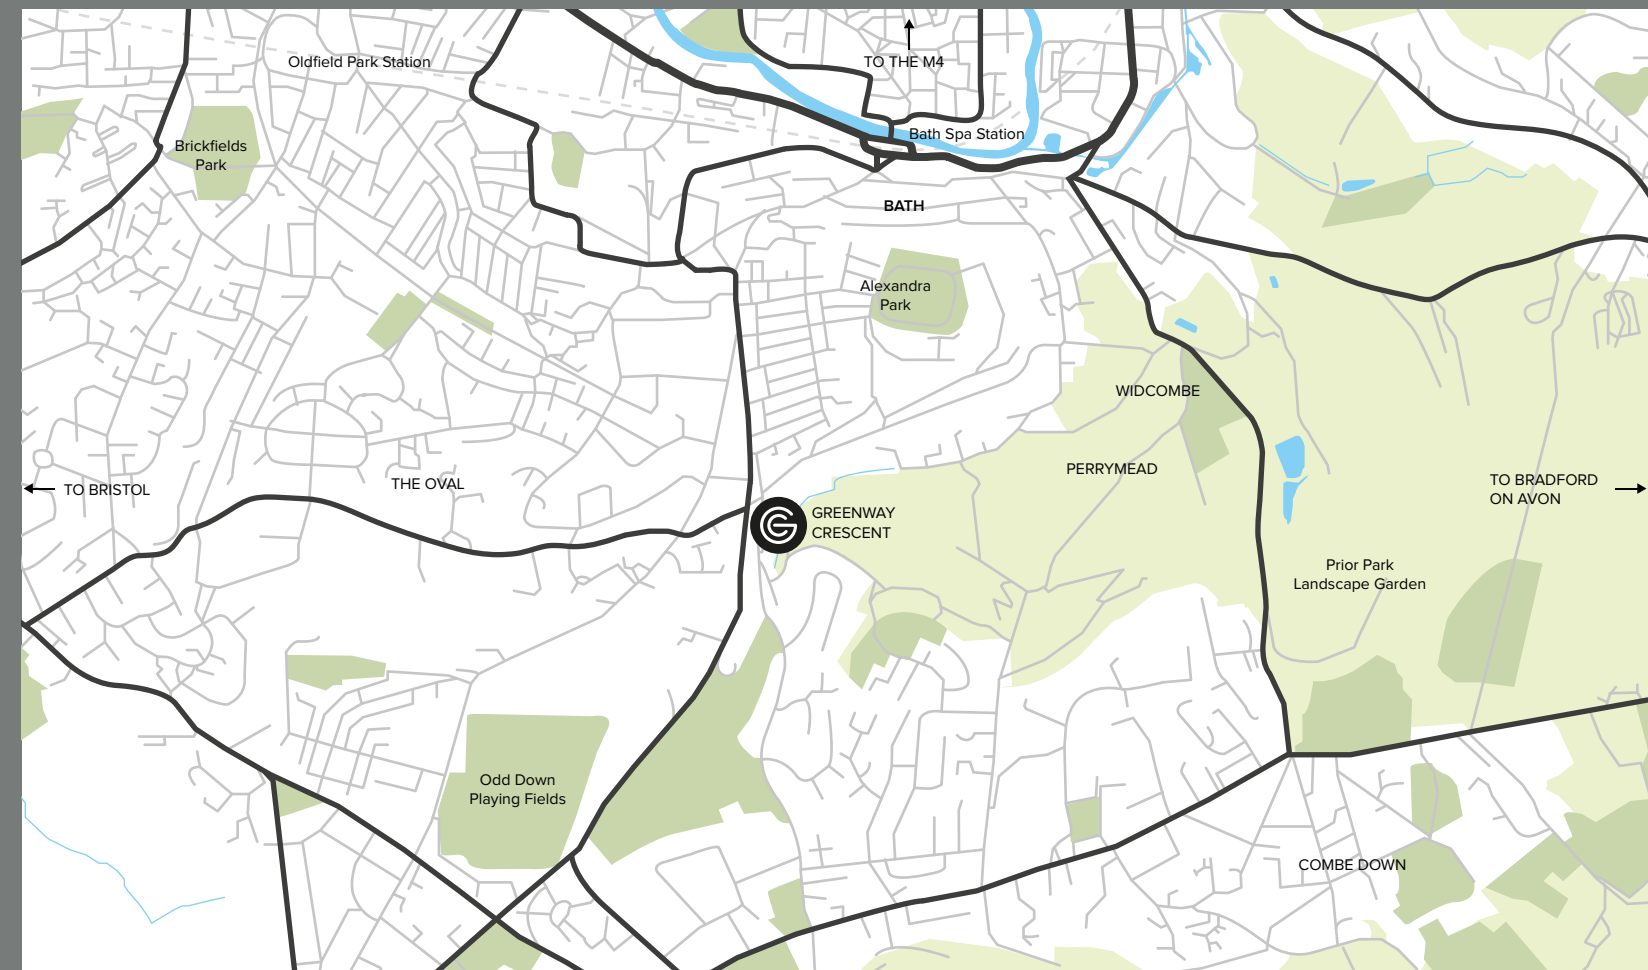 Oldfield Park Station
TO THE M4
Bath Spa Station
Brickfields
Park
BATH
Alexandra
Park
WIDCOMBE
PERRYMEAD
TO BRISTOL
THE OVAL
TO BRADFORD
ON AVON
GREENWAY
CRESCENT
Prior Park
Landscape Garden
Odd Down
Playing Fields
COMBE DOWN